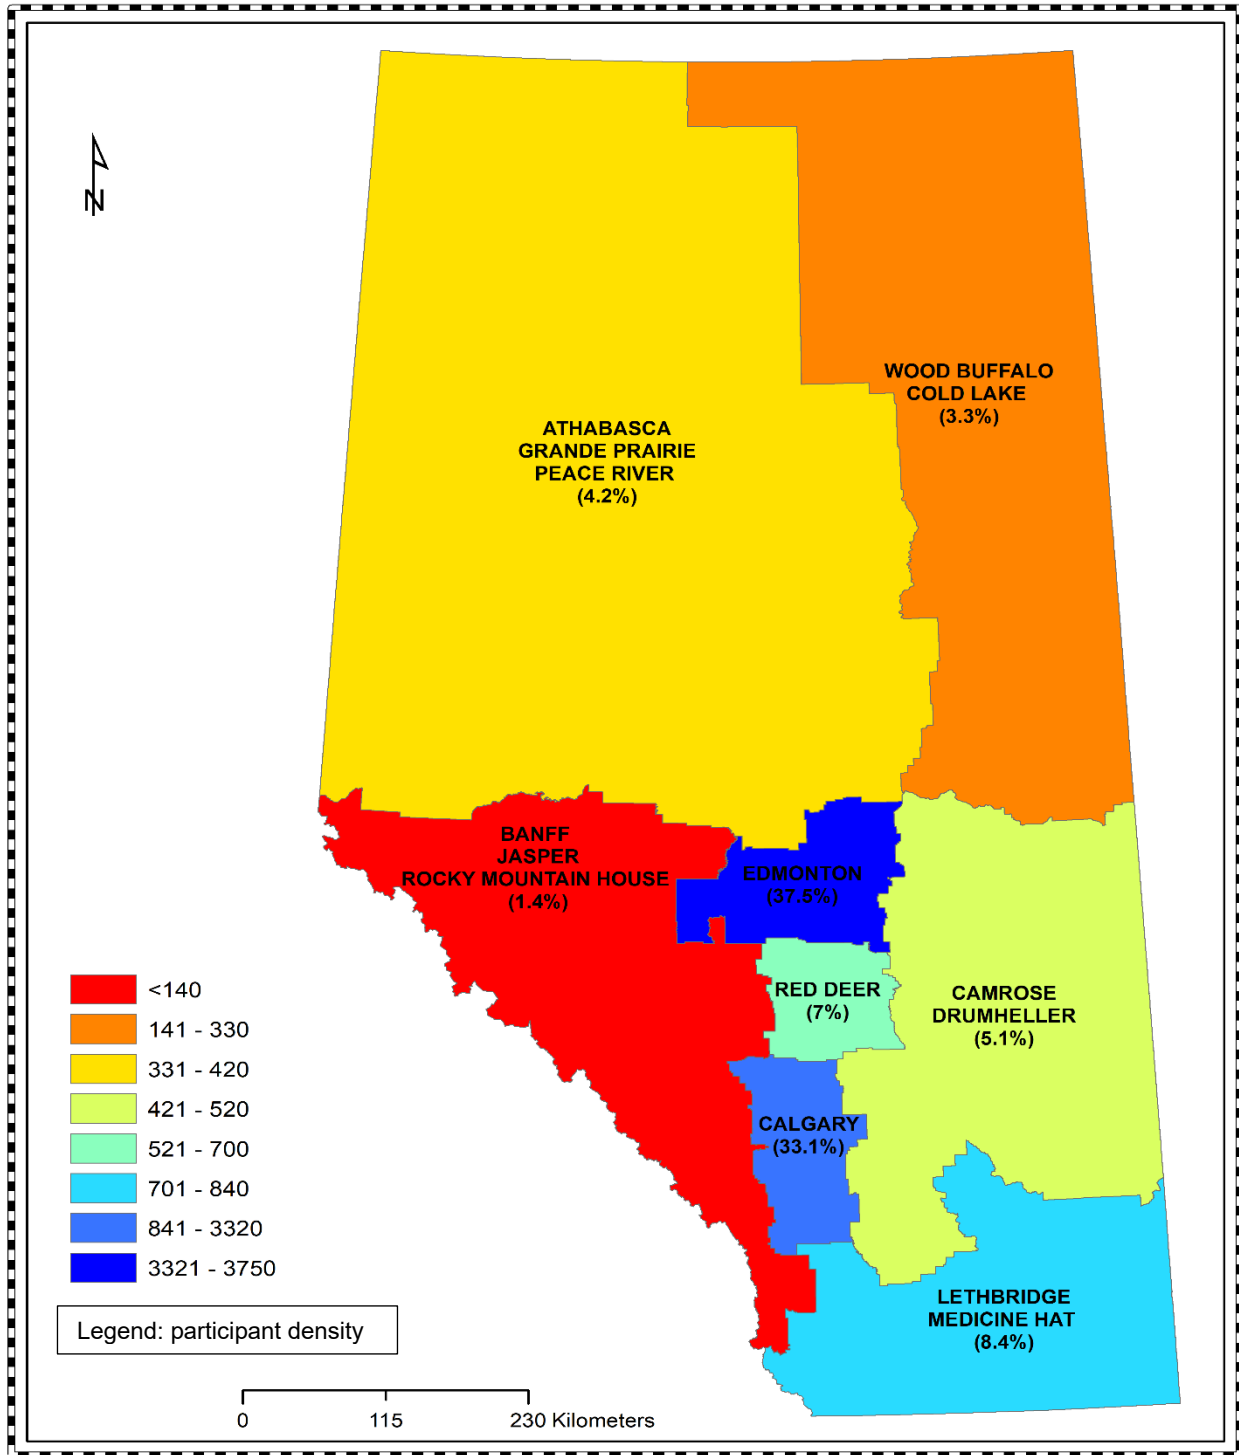 N
WOOD BUFFALO
COLD LAKE
(3.3%)
ATHABASCA
GRANDE PRAIRIE
PEACE RIVER
(4.2%)
BANFF
JASPER
ROCKY MOUNTAIN HOUSE
(1.4%)
EDMONTON
(37.5%)
RED DEER
(7%)
CAMROSE
DRUMHELLER
(5.1%)
CALGARY
(33.1%)
LETHBRIDGE
MEDICINE HAT
(8.4%)
<140
141 - 330
331 - 420
421 - 520
521 - 700
701 - 840
841 - 3320
3321 - 3750
Legend: participant density
0 115 230 Kilometers